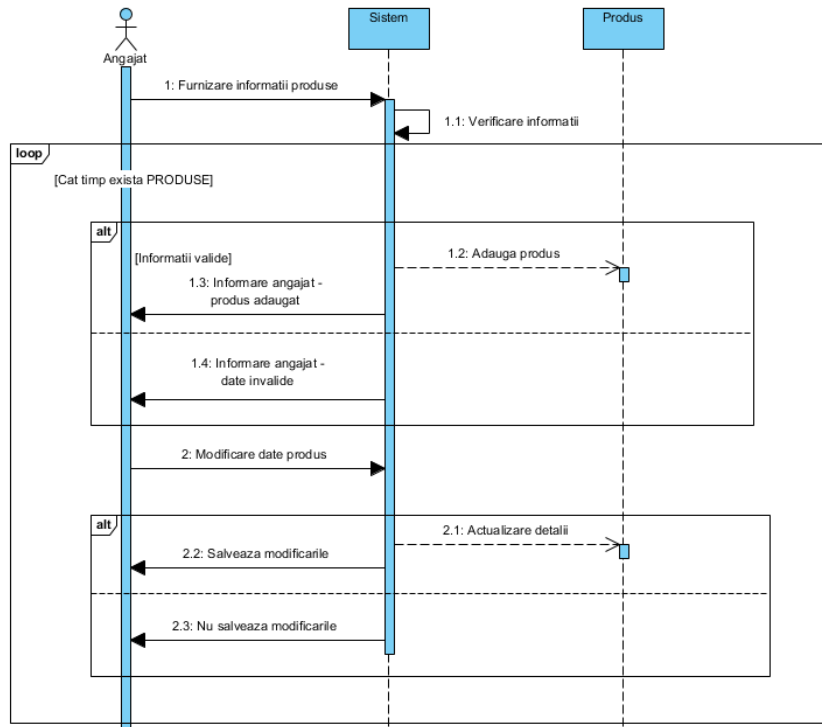 Angajat
Sistem
Produs
1: Furnizare informatii produse
1.1: Verificare informatii
loop
[Cat timp exista PRODUSE]
alt
[Informatii valide]
1.2: Adauga produs
1.3: Informare angajat -
produs adaugat
1.4: Informare angajat -
date invalide
2: Modificare date produs
alt
2.1: Actualizare detalii
2.2: Salveaza modificarile
2.3: Nu salveaza modificarile